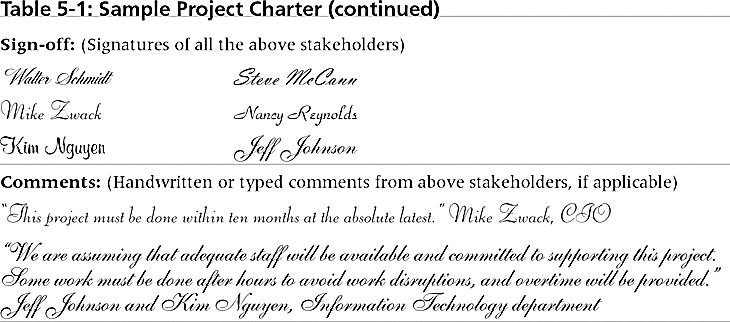 Table 5-1: Sample Project Charter (continued)
Sign-off: (Signatures of all the above stakeholders)
Walter Schmidt Steve McCann
Mike Zwack Nancy Reynolds
Kim Nguyen Jeff Johnson
Comments: (Handwritten or typed comments from above stakeholders, if applicable)
“This project must be done within ten months at the absolute latest.” Mike Zwack, CIO
“We are assuming that adequate staff will be available and committed to supporting this project.
Some work must be done after hours to avoid work disruptions, and overtime will be provided.”
Jeff Johnson and Kim Nguyen, Information Technology department